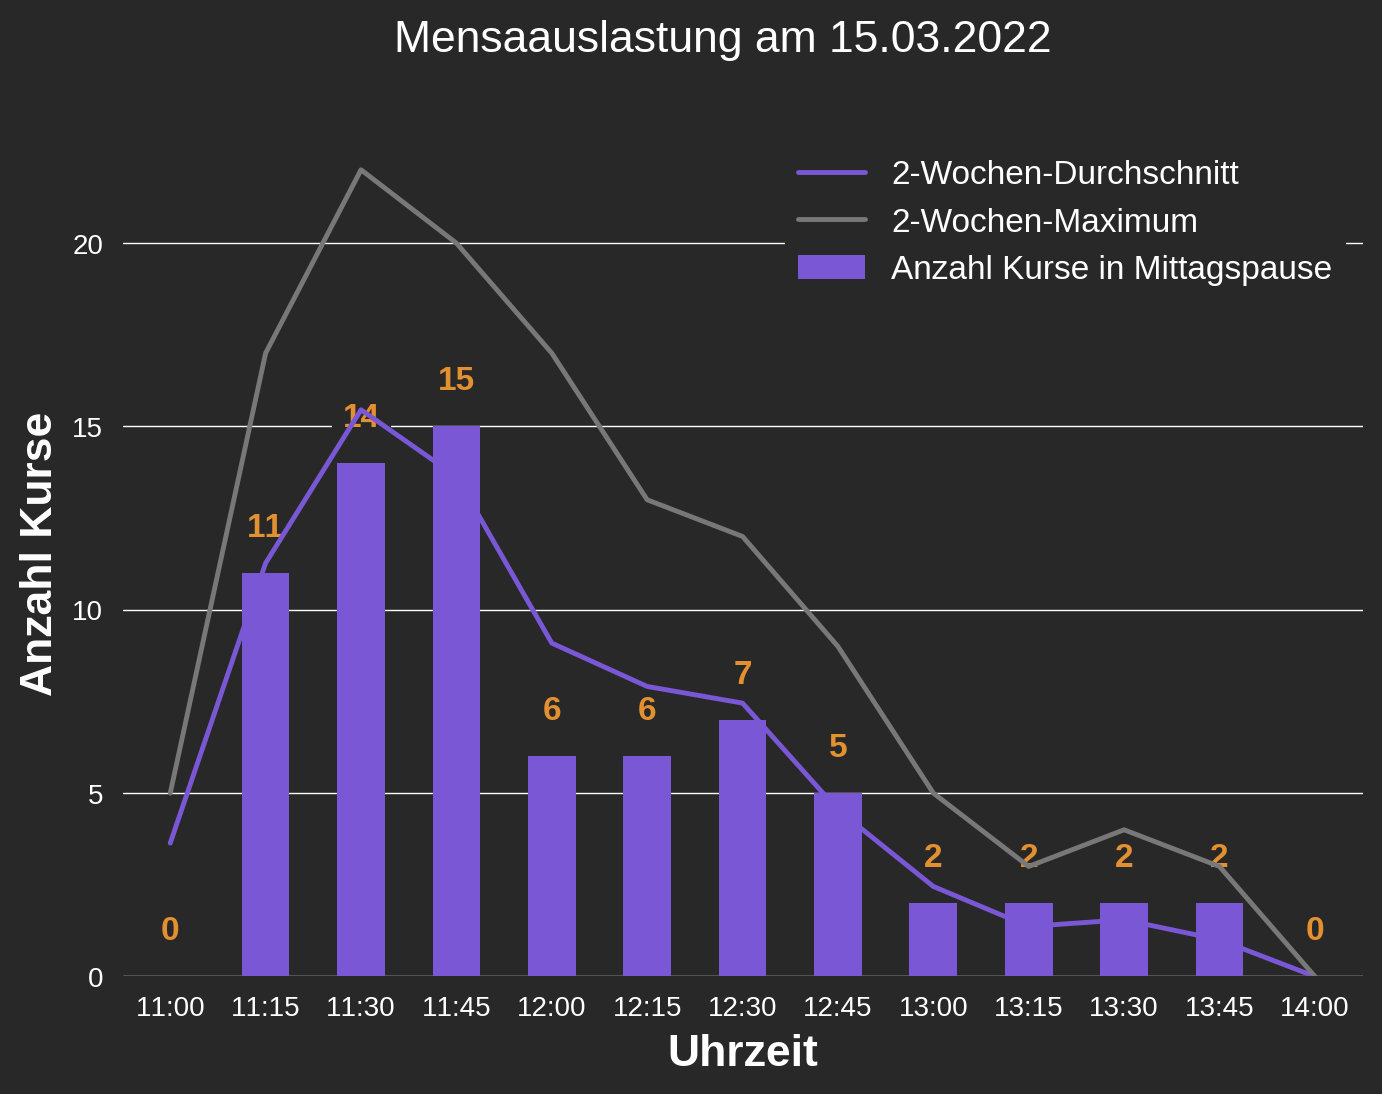 Mensaauslastung am 15.03.2022
2-Wochen-Durchschnitt
2-Wochen-Maximum
Anzahl Kurse in Mittagspause
Anzahl Kurse
20
15
10
5
0
0
11
14
15
6
6
7
5
2
2
2
2
0
11:00 11:15 11:30 11:45 12:00 12:15 12:30 12:45 13:00 13:15 13:30 13:45 14:00
Uhrzeit